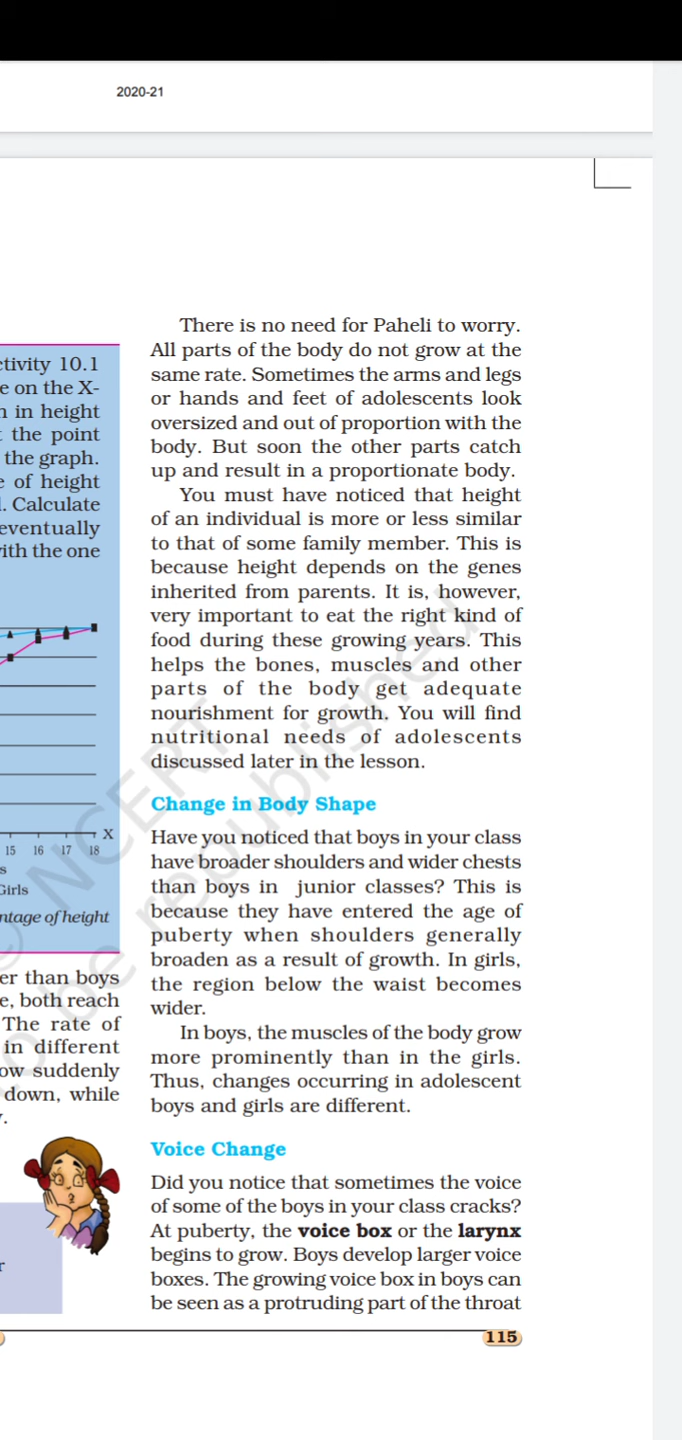 2020-21
ctivity 10.1
e on the X-
n in height
t the point
the graph.
e of height
l. Calculate
eventually
with the one
X
15 16 17 18
s
Girls
ntage of height
er than boys
e, both reach
The rate of
in different
ow suddenly
down, while
y.
r
There is no need for Paheli to worry.
All parts of the body do not grow at the
same rate. Sometimes the arms and legs
or hands and feet of adolescents look
oversized and out of proportion with the
body. But soon the other parts catch
up and result in a proportionate body.
You must have noticed that height
of an individual is more or less similar
to that of some family member. This is
because height depends on the genes
inherited from parents. It is, however,
very important to eat the right kind of
food during these growing years. This
helps the bones, muscles and other
parts of the body get adequate
nourishment for growth. You will find
nutritional needs of adolescents
discussed later in the lesson.
Change in Body Shape
Have you noticed that boys in your class
have broader shoulders and wider chests
than boys in junior classes? This is
because they have entered the age of
puberty when shoulders generally
broaden as a result of growth. In girls,
the region below the waist becomes
wider.
In boys, the muscles of the body grow
more prominently than in the girls.
Thus, changes occurring in adolescent
boys and girls are different.
Voice Change
Did you notice that sometimes the voice
of some of the boys in your class cracks?
At puberty, the voice box or the larynx
begins to grow. Boys develop larger voice
boxes. The growing voice box in boys can
be seen as a protruding part of the throat
115
© NCERT
to be republished